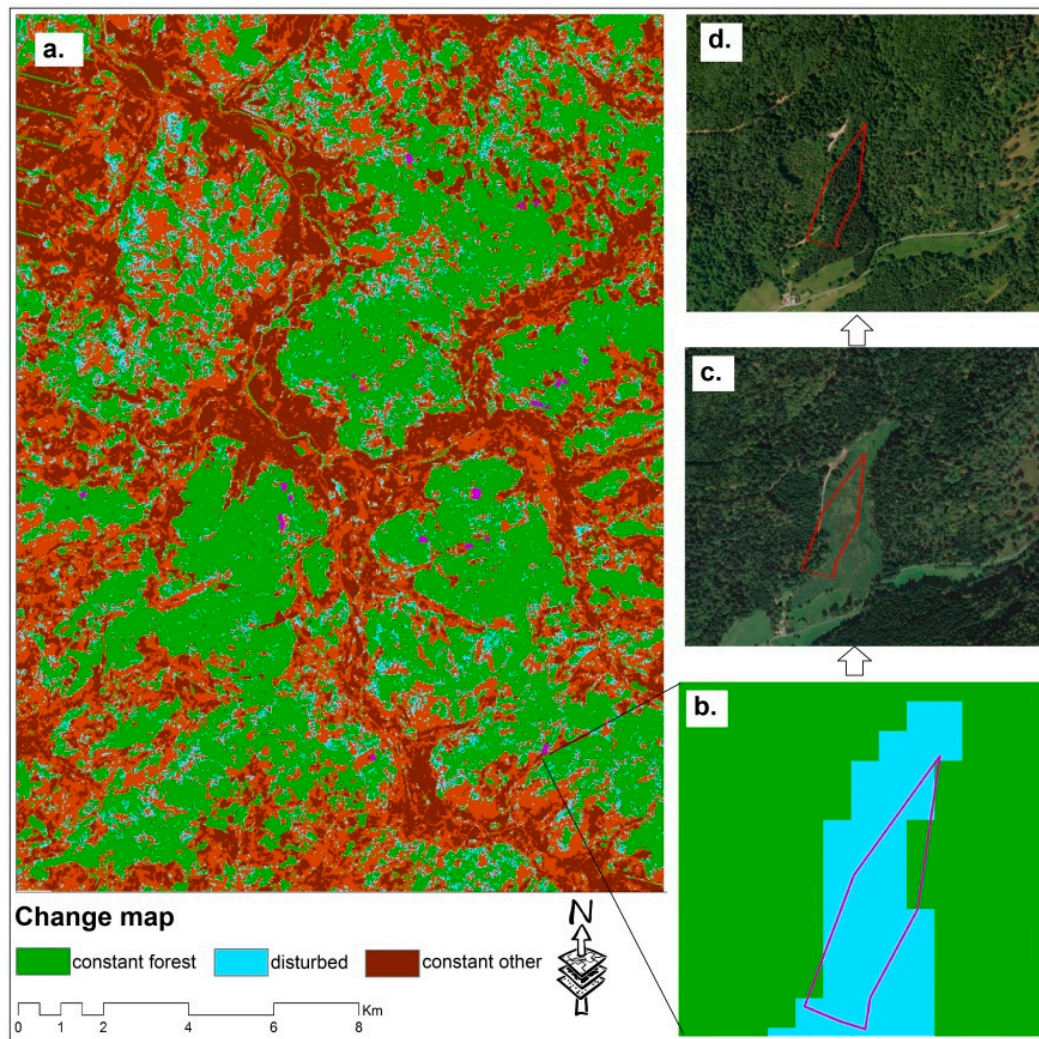 a.
d.
c.
b.
Change map
constant forest disturbed constant other
N
0 1 2 4 6 8 Km